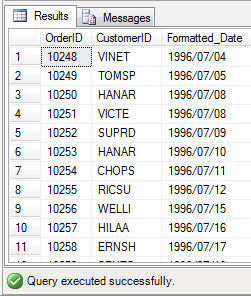 Results Messages
OrderID CustomerID Formatted_Date
1 10248 VINET 1996/07/04
2 10249 TOMSP 1996/07/05
3 10250 HANAR 1996/07/08
4 10251 VICTE 1996/07/08
5 10252 SUPRD 1996/07/09
6 10253 HANAR 1996/07/10
7 10254 CHOPS 1996/07/11
8 10255 RICSU 1996/07/12
9 10256 WELLI 1996/07/15
10 10257 HILAA 1996/07/16
11 10258 ERNSH 1996/07/17
Query executed successfully.